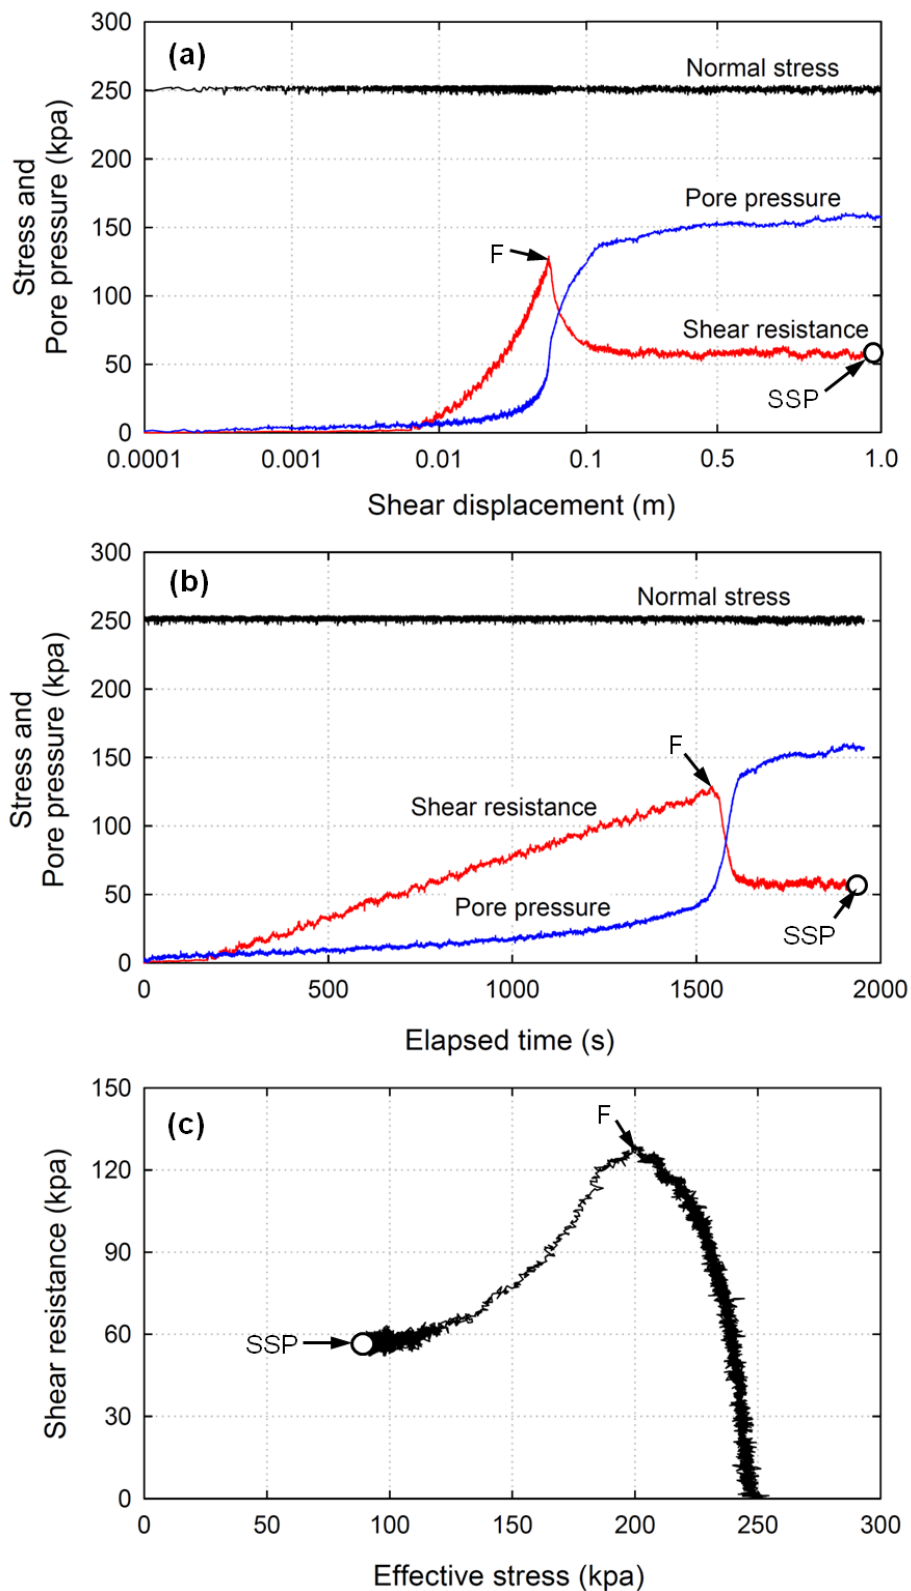 (a)
300
Normal stress
250
200
Pore pressure
150
F
100
Shear resistance
50
SSP
0
Stress and
Pore pressure (kpa)
0.0001 0.001 0.01 0.1 0.5 1.0
Shear displacement (m)
(b)
300
Normal stress
250
200
150
F
Shear resistance
100
50
Pore pressure
SSP
0
Stress and
Pore pressure (kpa)
0 500 1000 1500 2000
Elapsed time (s)
(c)
150
F
120
90
60
SSP
30
0
Shear resistance (kpa)
0 50 100 150 200 250 300
Effective stress (kpa)